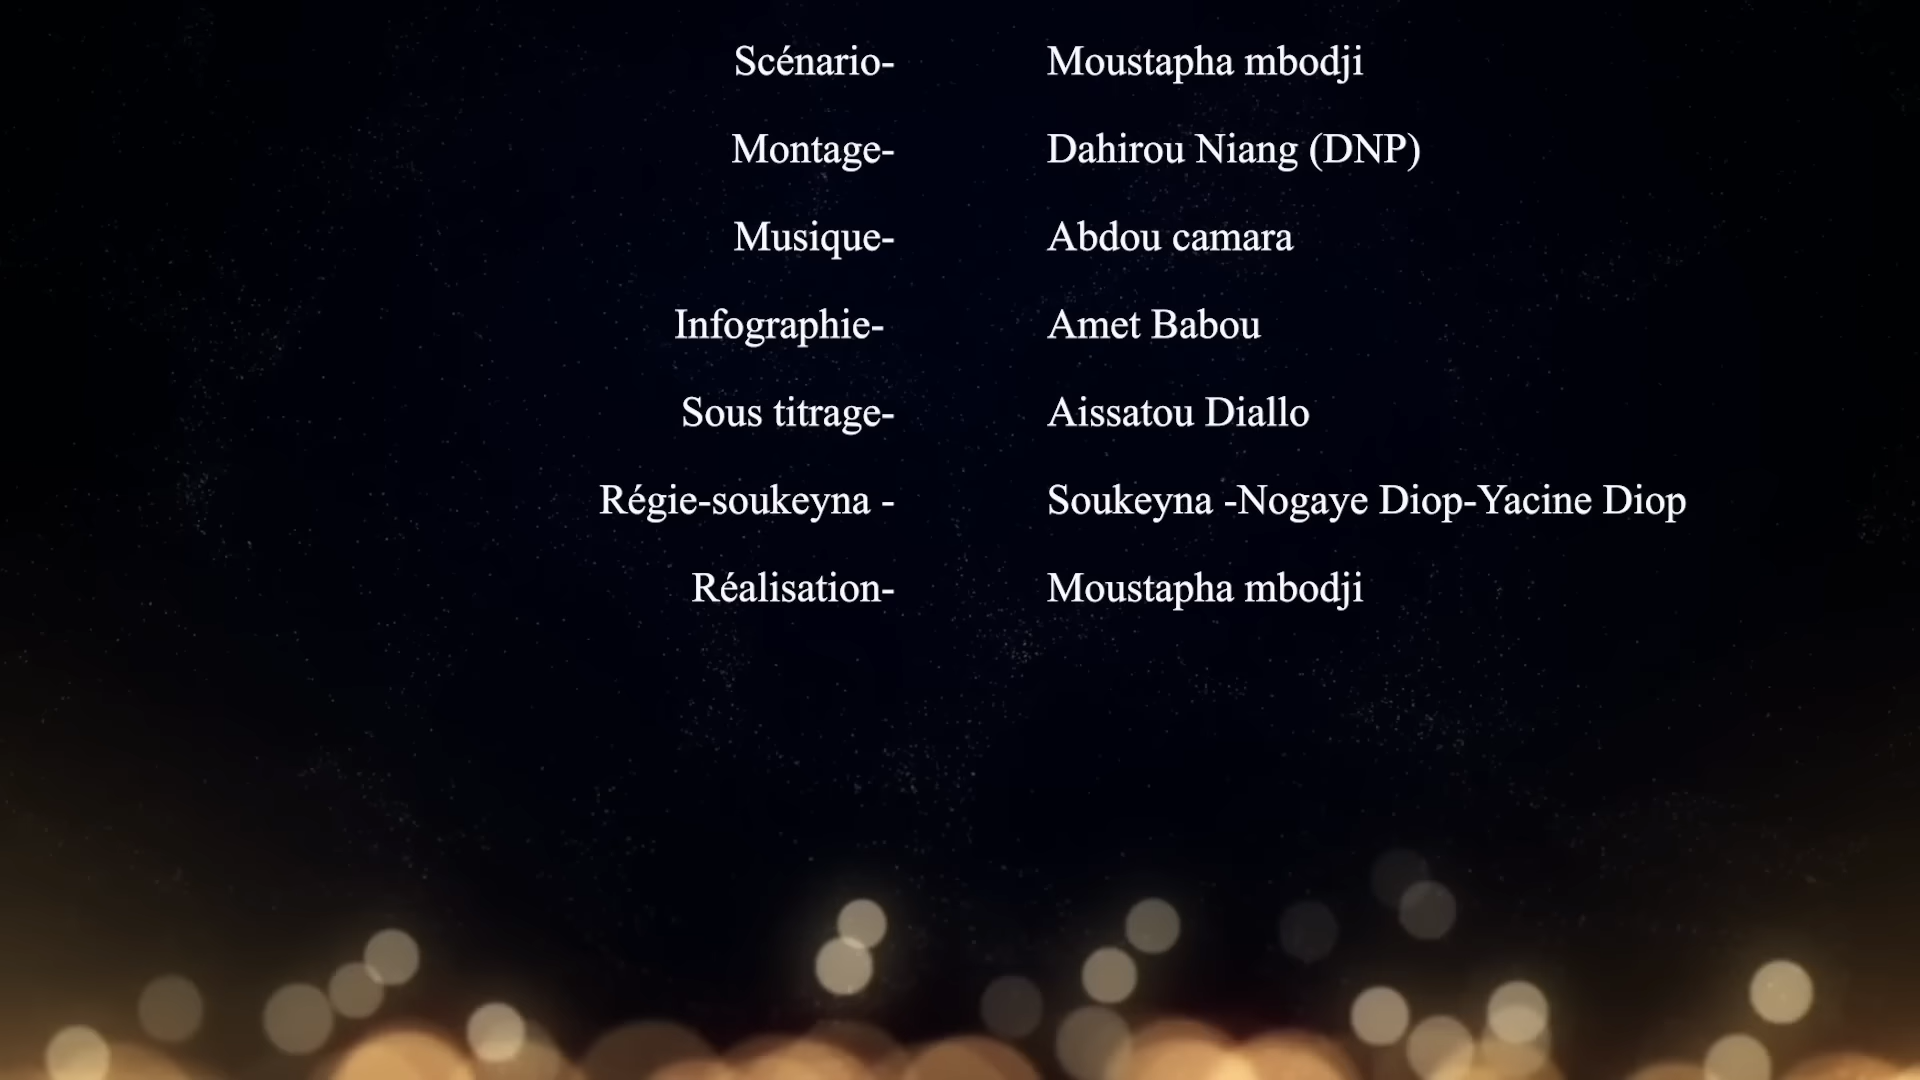 Scénario- Moustapha mbodji
Montage- Dahirou Niang (DNP)
Musique- Abdou camara
Infographie- Amet Babou
Sous titrage- Aissatou Diallo
Régie-soukeyna - Soukeyna -Nogaye Diop-Yacine Diop
Réalisation- Moustapha mbodji